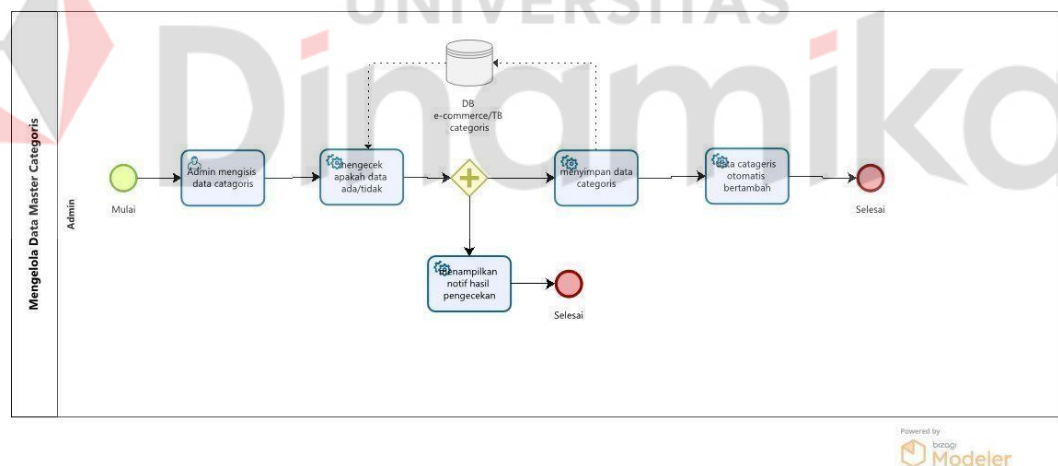 UNIVERSITAS
Dinamika
Mengelola Data Master Categoris
Admin
Mulai
Admin mengisis
data catagoris
mengecek
apakah data
ada/tidak
DB
e-commerce/TB
categoris
menyimpan data
categoris
data catageris
otomatis
bertambah
Selesai
menampilkan
notif hasil
pengecekan
Selesai
Powered by
bizagi
Modeler